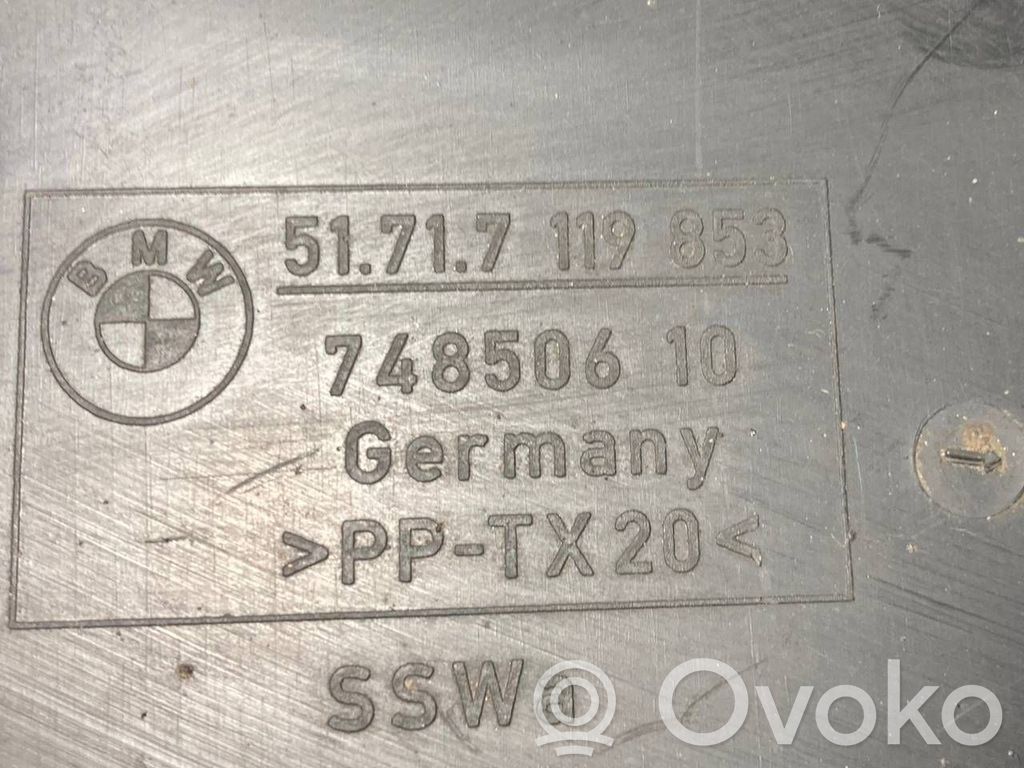 BMW
51.71.7 119 853
748506 10
Germany
>PP-TX20<
SSW
Ovoko